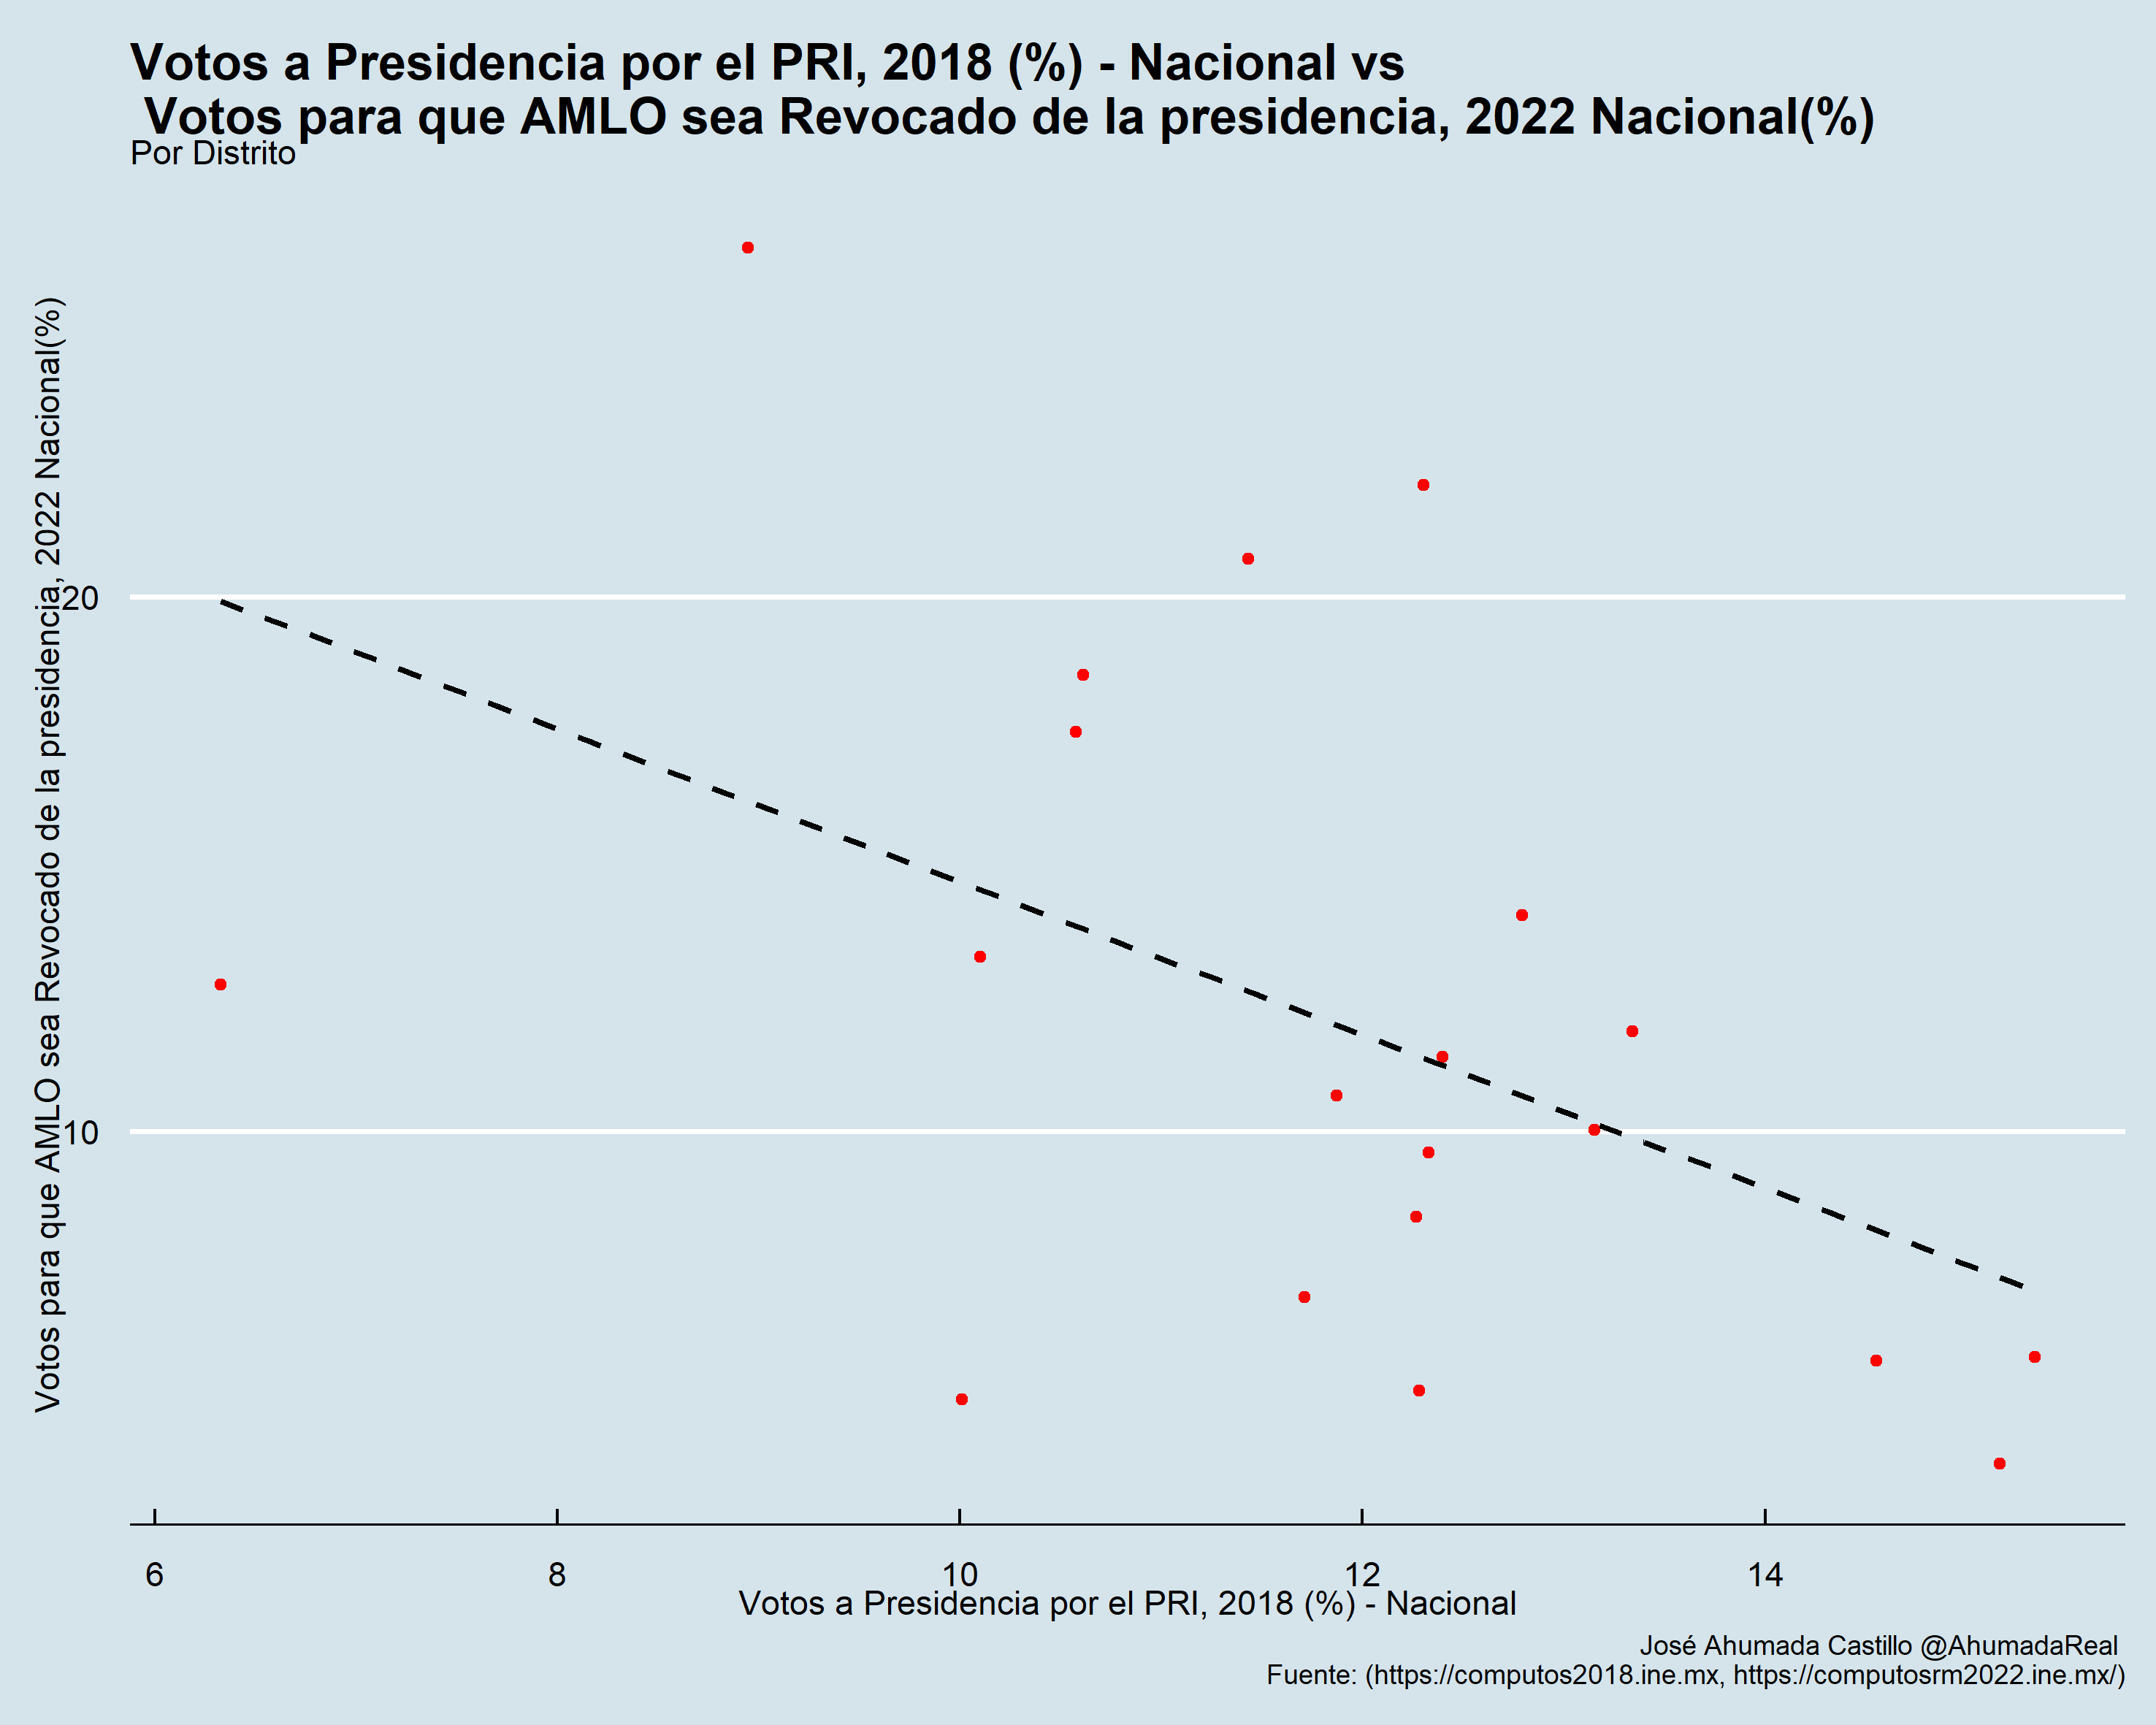 Votos a Presidencia por el PRI, 2018 (%) - Nacional vs
Votos para que AMLO sea Revocado de la presidencia, 2022 Nacional(%)
Por Distrito
Votos para que AMLO sea Revocado de la presidencia, 2022 Nacional(%)
20
10
6 8 10 12 14
Votos a Presidencia por el PRI, 2018 (%) - Nacional
José Ahumada Castillo @AhumadaReal
Fuente: (https://computos2018.ine.mx, https://computosrm2022.ine.mx/)